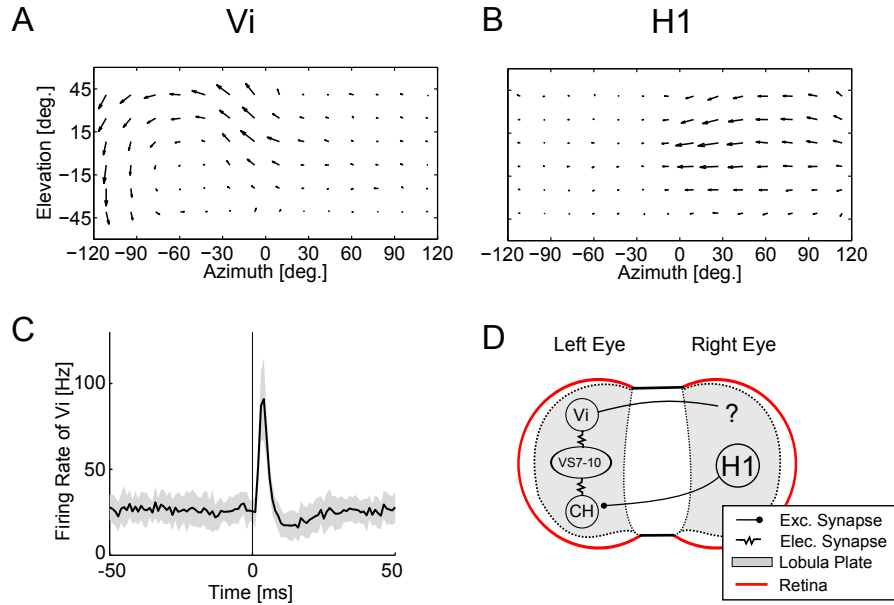 A
Vi
B
H1
Elevation [deg.]
45
15
−15
−45
−120 −90 −60 −30 0 30 60 90 120
Azimuth [deg.]
−120 −90 −60 −30 0 30 60 90 120
Azimuth [deg.]
C
Firing Rate of Vi [Hz]
100
50
0
-50
0
50
Time [ms]
D
Left Eye
Right Eye
Vi
?
VS7-10
H1
CH
Exc. Synapse
Elec. Synapse
Lobula Plate
Retina